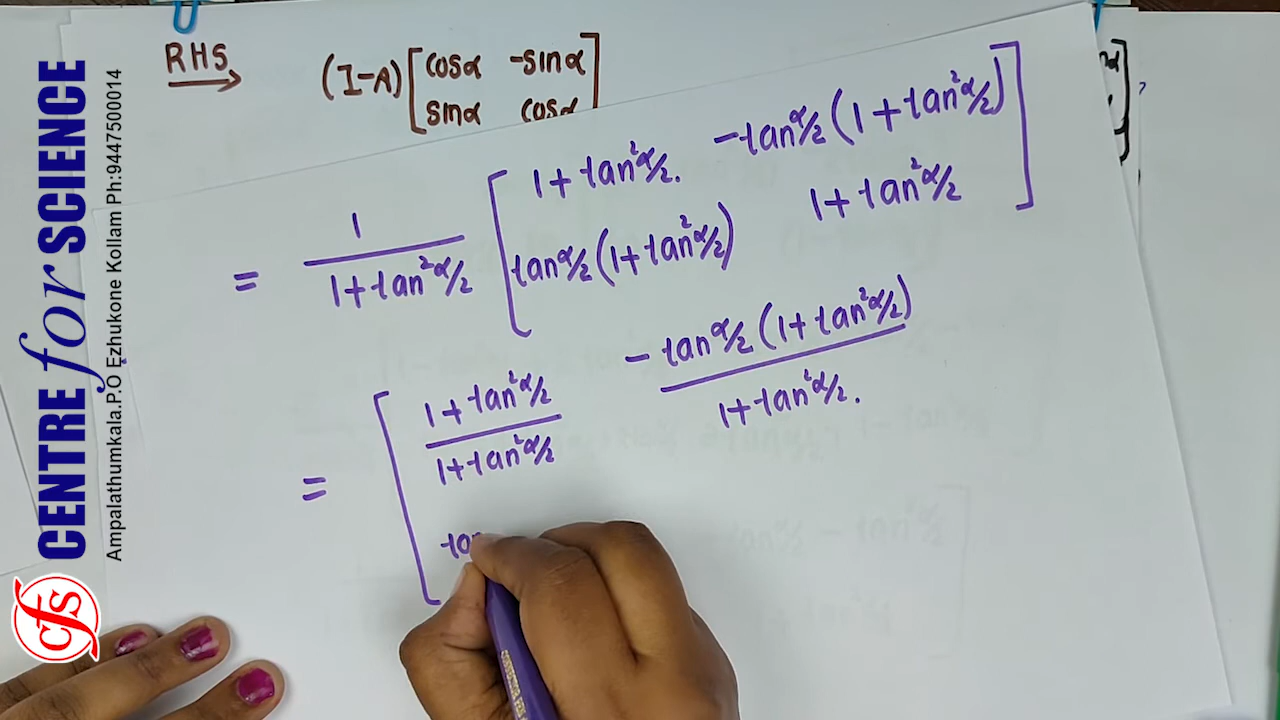 CENTRE for SCIENCE
Ampalathumkala.P.O Ezhukone Kollam Ph:9447500014
cfs
RHS
(I-A) [cosα -sinα
sinα cosα]
= 1/(1+tan²α/2) [1+tan²α/2. -tanα/2(1+tan²α/2)
tanα/2(1+tan²α/2) 1+tan²α/2]
= [(1+tan²α/2)/(1+tan²α/2) -tanα/2(1+tan²α/2)/(1+tan²α/2).